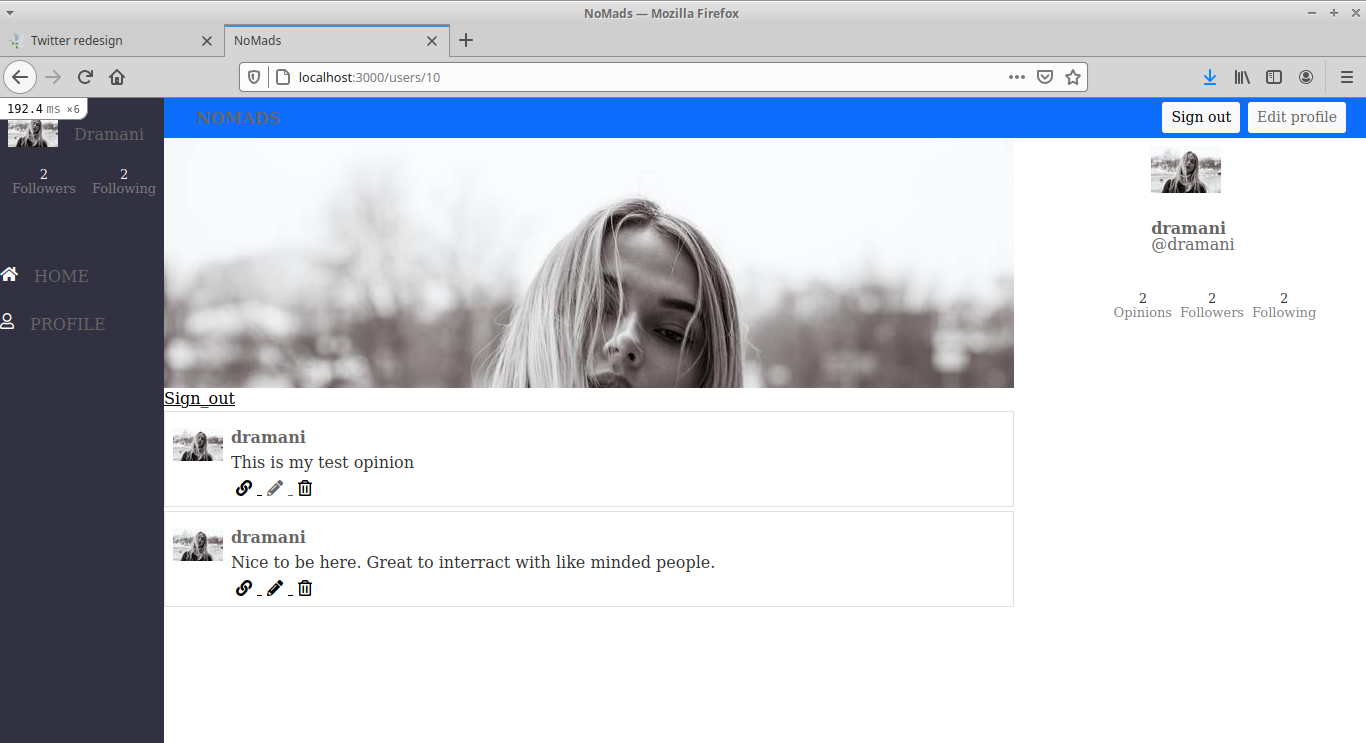 NoMads — Mozilla Firefox
Twitter redesign
NoMads
localhost:3000/users/10
192.4 ms ×6
Dramani
2 2
Followers Following
HOME
PROFILE
NOMADS
Sign out Edit profile
Sign_out
dramani
This is my test opinion
dramani
Nice to be here. Great to interract with like minded people.
dramani
@dramani
2 2 2
Opinions Followers Following